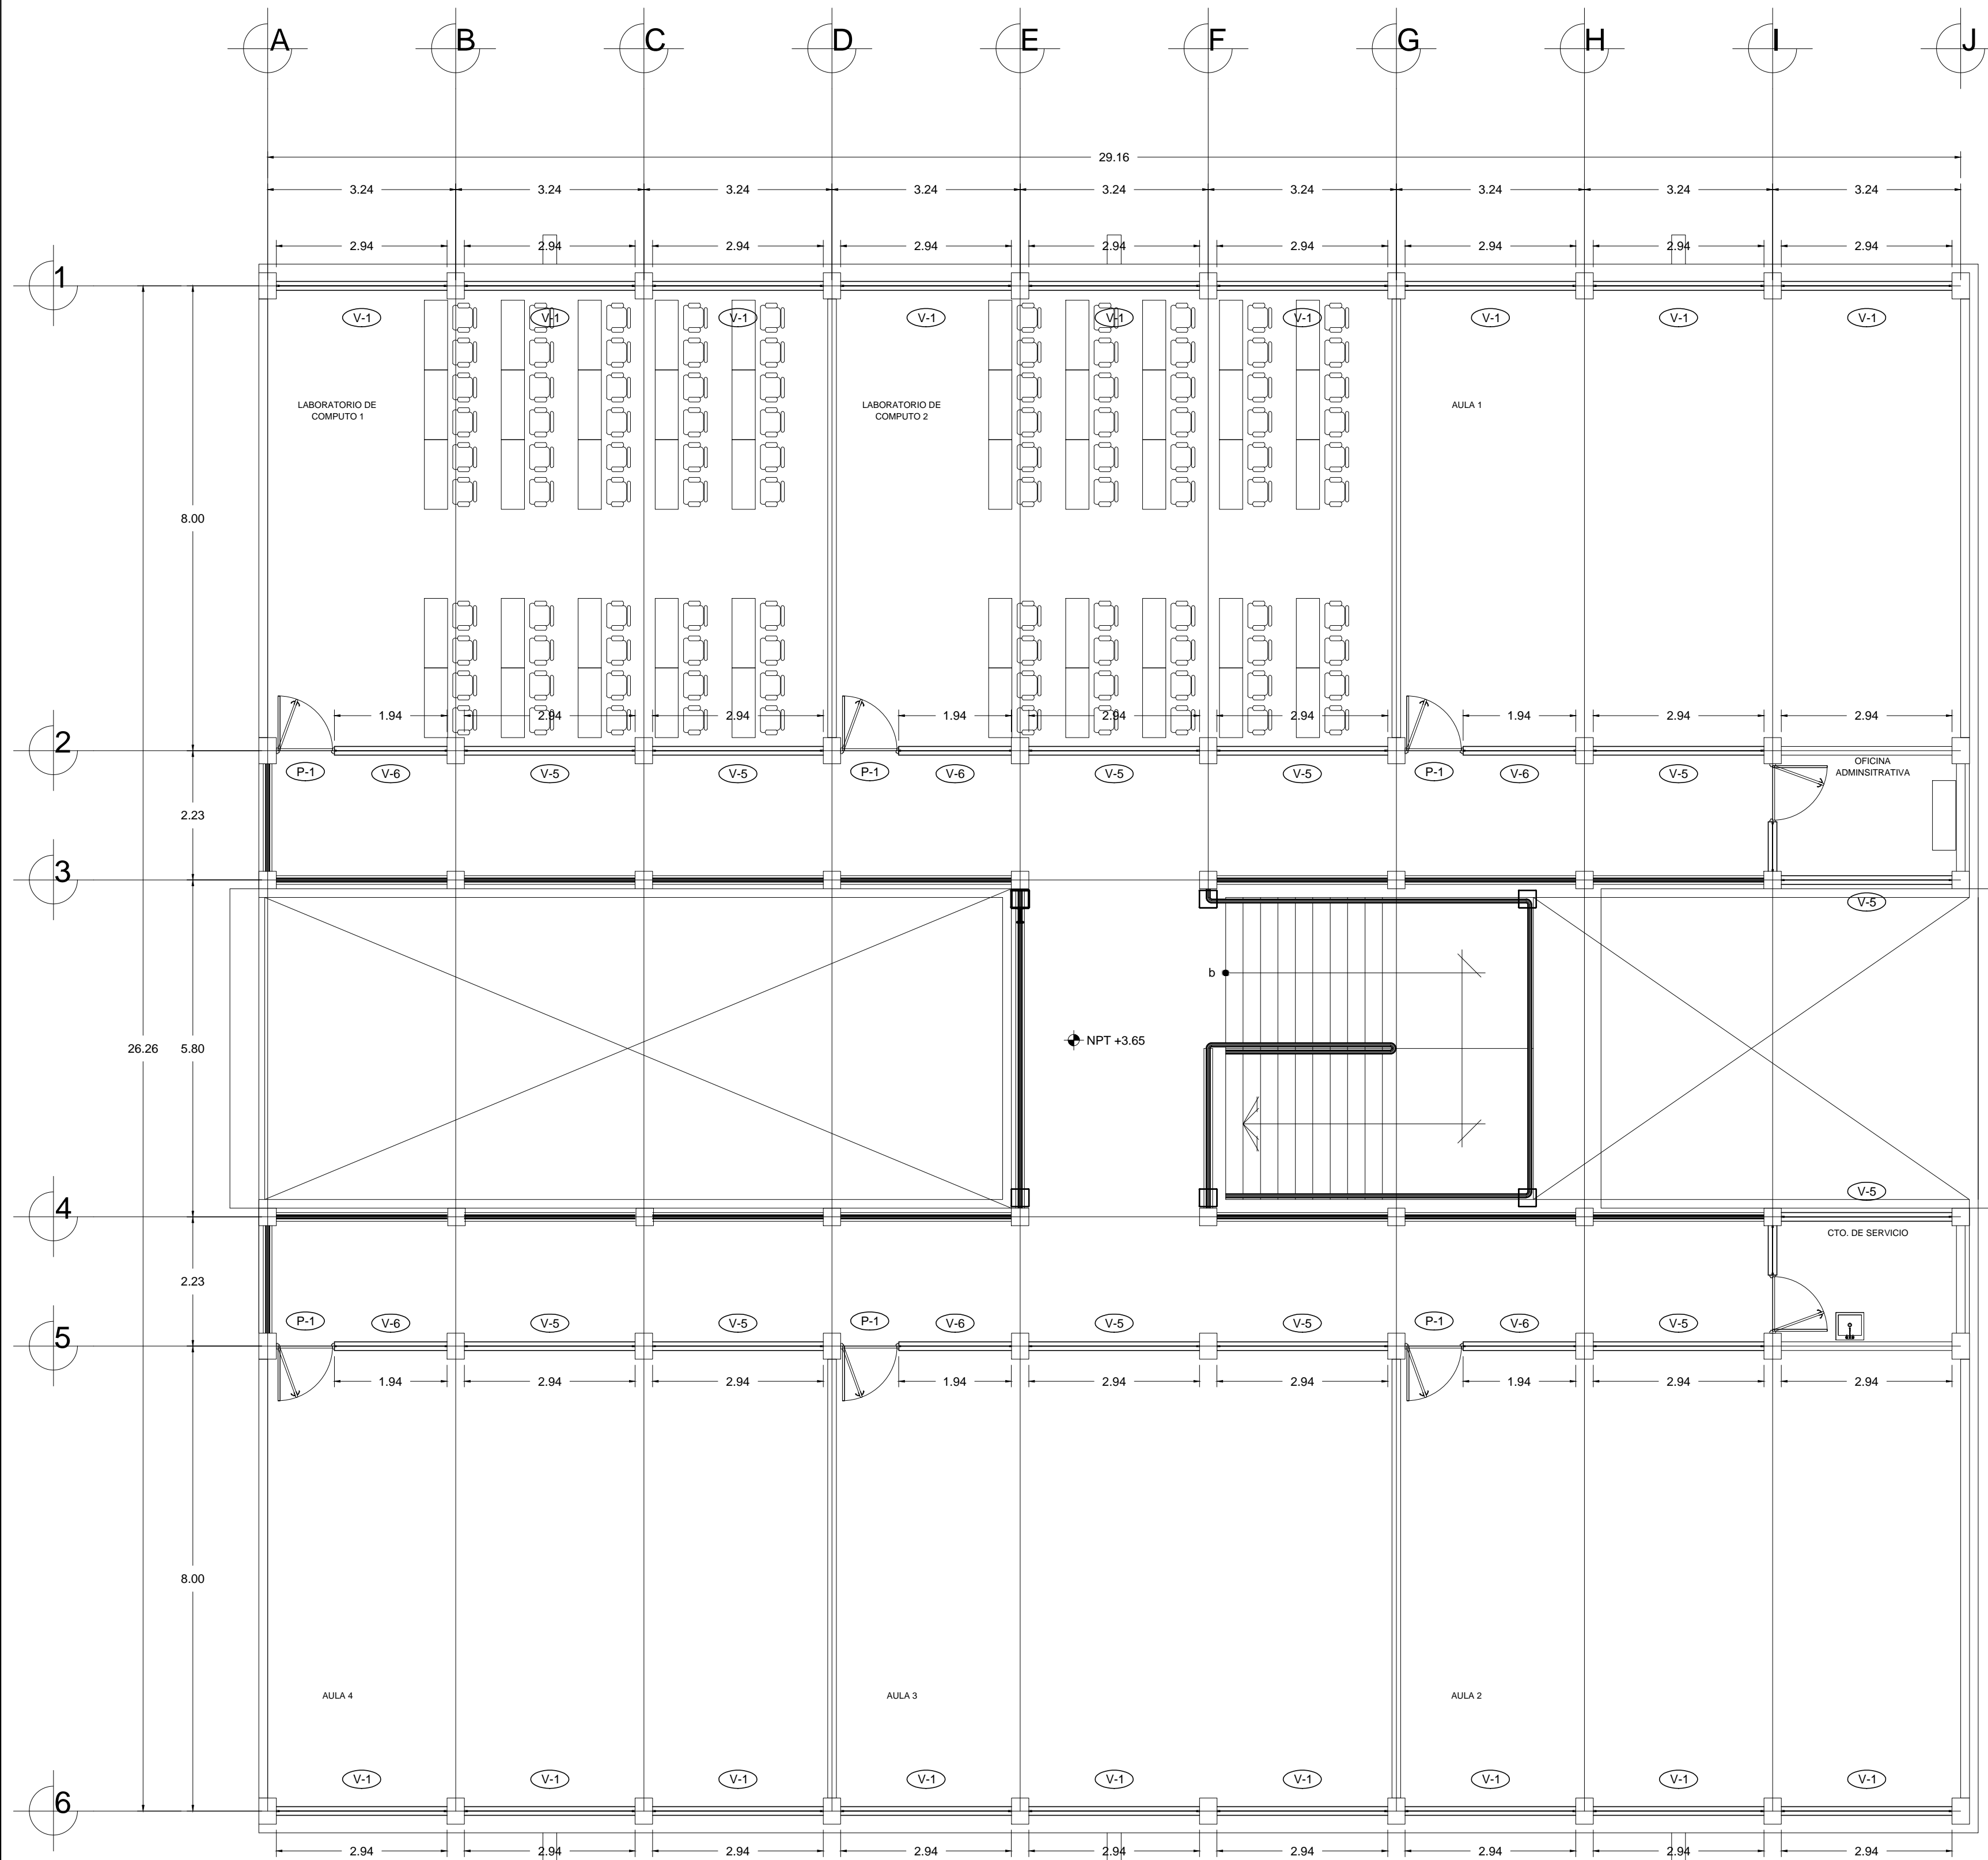 A B C D E F G H I J
29.16
3.24 3.24 3.24 3.24 3.24 3.24 3.24 3.24 3.24
2.94 2.94 2.94 2.94 2.94 2.94 2.94 2.94 2.94
1
V-1 V-1 V-1 V-1 V-1 V-1 V-1 V-1 V-1
LABORATORIO DE
COMPUTO 1
LABORATORIO DE
COMPUTO 2
AULA 1
8.00
1.94 2.94 2.94 1.94 2.94 2.94 1.94 2.94 2.94
2
P-1 V-6 V-5 V-5 P-1 V-6 V-5 V-5 P-1 V-6 V-5
OFICINA
ADMINSITRATIVA
2.23
3
V-5
b
26.26 5.80
NPT +3.65
V-5
4
CTO. DE SERVICIO
2.23
P-1 V-6 V-5 V-5 P-1 V-6 V-5 V-5 P-1 V-6 V-5
5
1.94 2.94 2.94 1.94 2.94 2.94 1.94 2.94 2.94
8.00
AULA 4 AULA 3 AULA 2
V-1 V-1 V-1 V-1 V-1 V-1 V-1 V-1 V-1
6
2.94 2.94 2.94 2.94 2.94 2.94 2.94 2.94 2.94